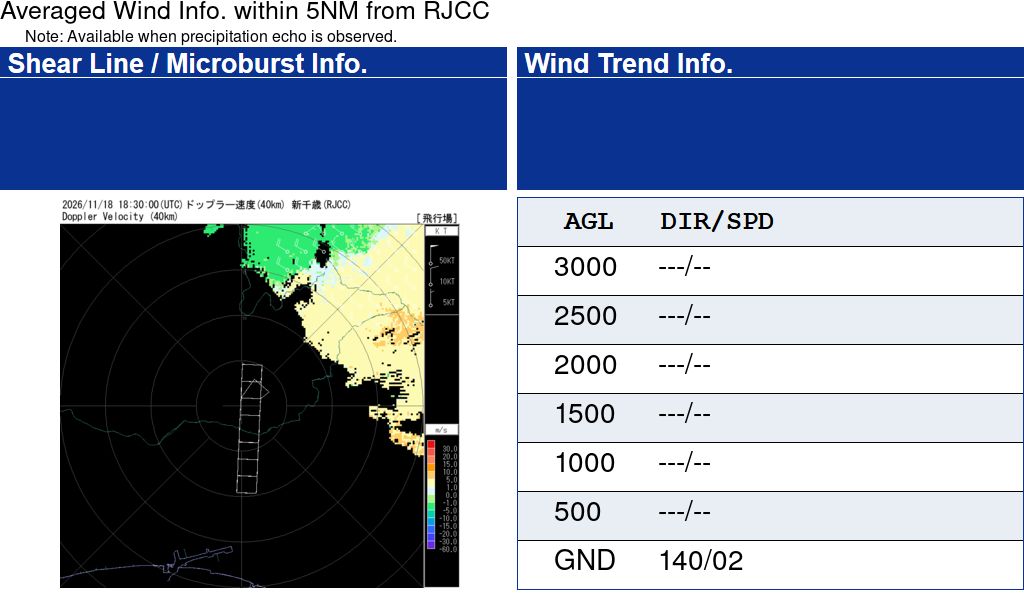 Averaged Wind Info. within 5NM from RJCC
Note: Available when precipitation echo is observed.
Shear Line / Microburst Info.
Wind Trend Info.
2026/11/18 18:30:00(UTC) ドップラー速度(40km) 新千歳(RJCC)
Doppler Velocity (40km)
[飛行場]
KT
50KT
10KT
5KT
m/s
30.0
20.0
15.0
10.0
5.0
1.0
0.0
-1.0
-5.0
-10.0
-15.0
-20.0
-30.0
-60.0
AGL DIR/SPD
3000 ---/--
2500 ---/--
2000 ---/--
1500 ---/--
1000 ---/--
500 ---/--
GND 140/02